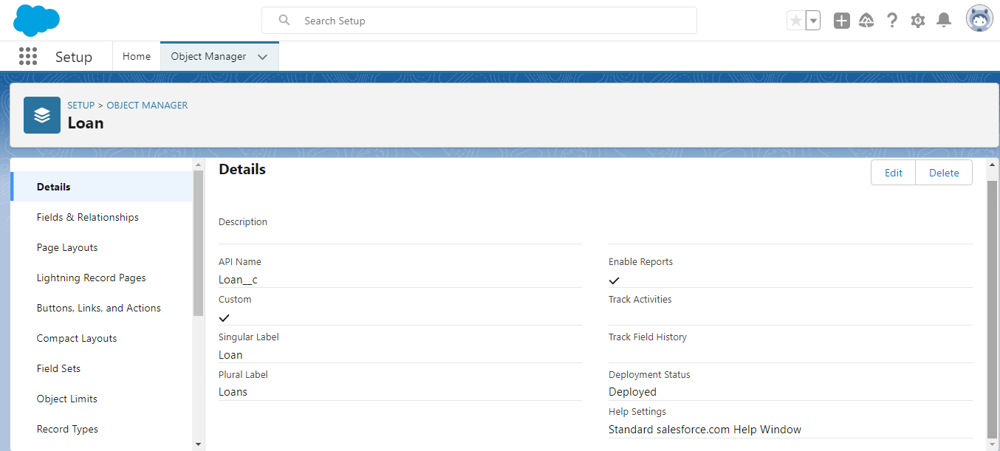 Search Setup
Setup
Home
Object Manager
SETUP > OBJECT MANAGER
Loan
Details
Fields & Relationships
Page Layouts
Lightning Record Pages
Buttons, Links, and Actions
Compact Layouts
Field Sets
Object Limits
Record Types
Details
Edit
Delete
Description
API Name
Loan__c
Custom
Singular Label
Loan
Plural Label
Loans
Enable Reports
Track Activities
Track Field History
Deployment Status
Deployed
Help Settings
Standard salesforce.com Help Window